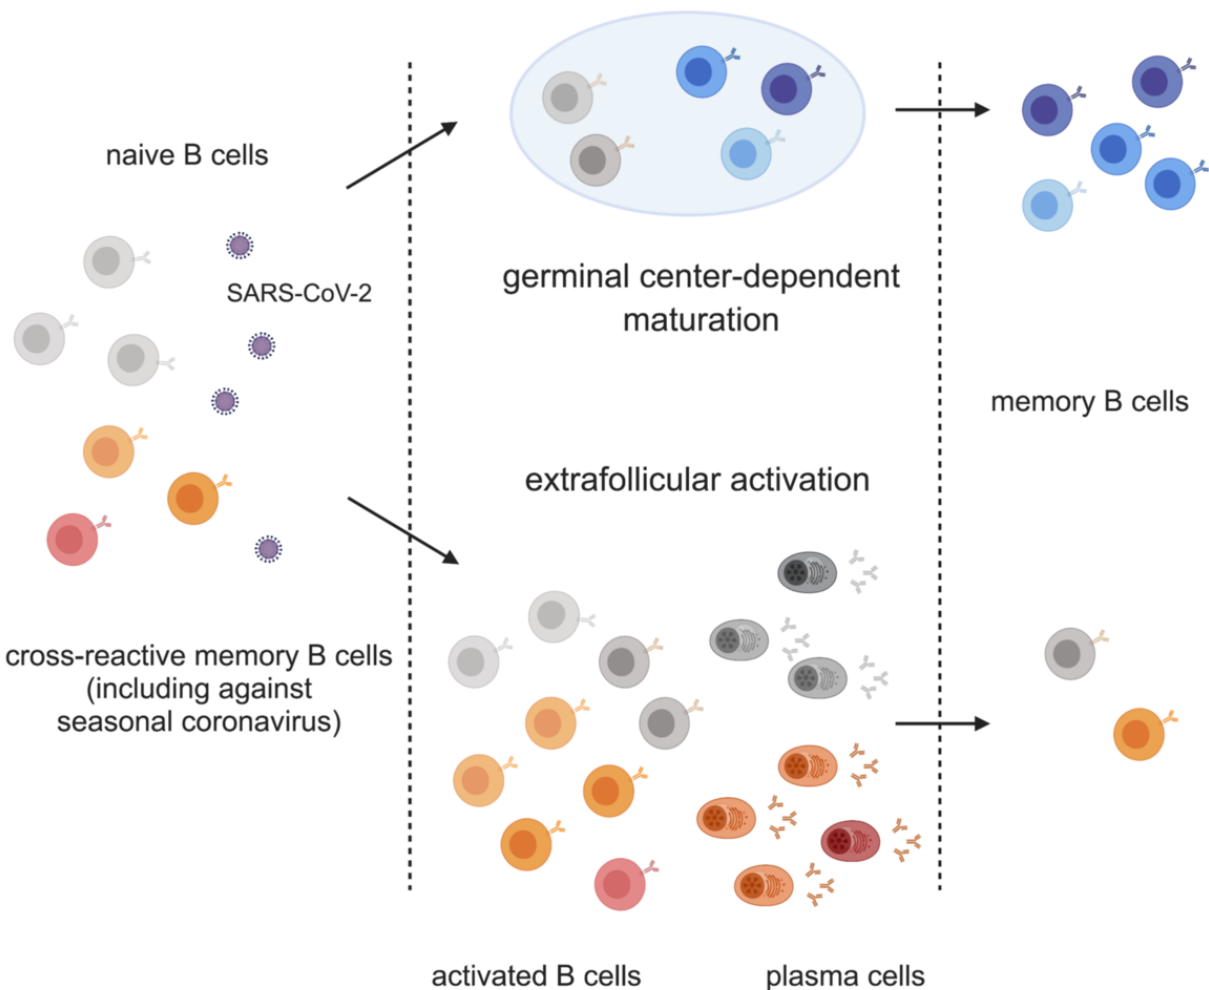 naive B cells
SARS-CoV-2
cross-reactive memory B cells
(including against
seasonal coronavirus)
germinal center-dependent
maturation
extrafollicular activation
activated B cells
plasma cells
memory B cells